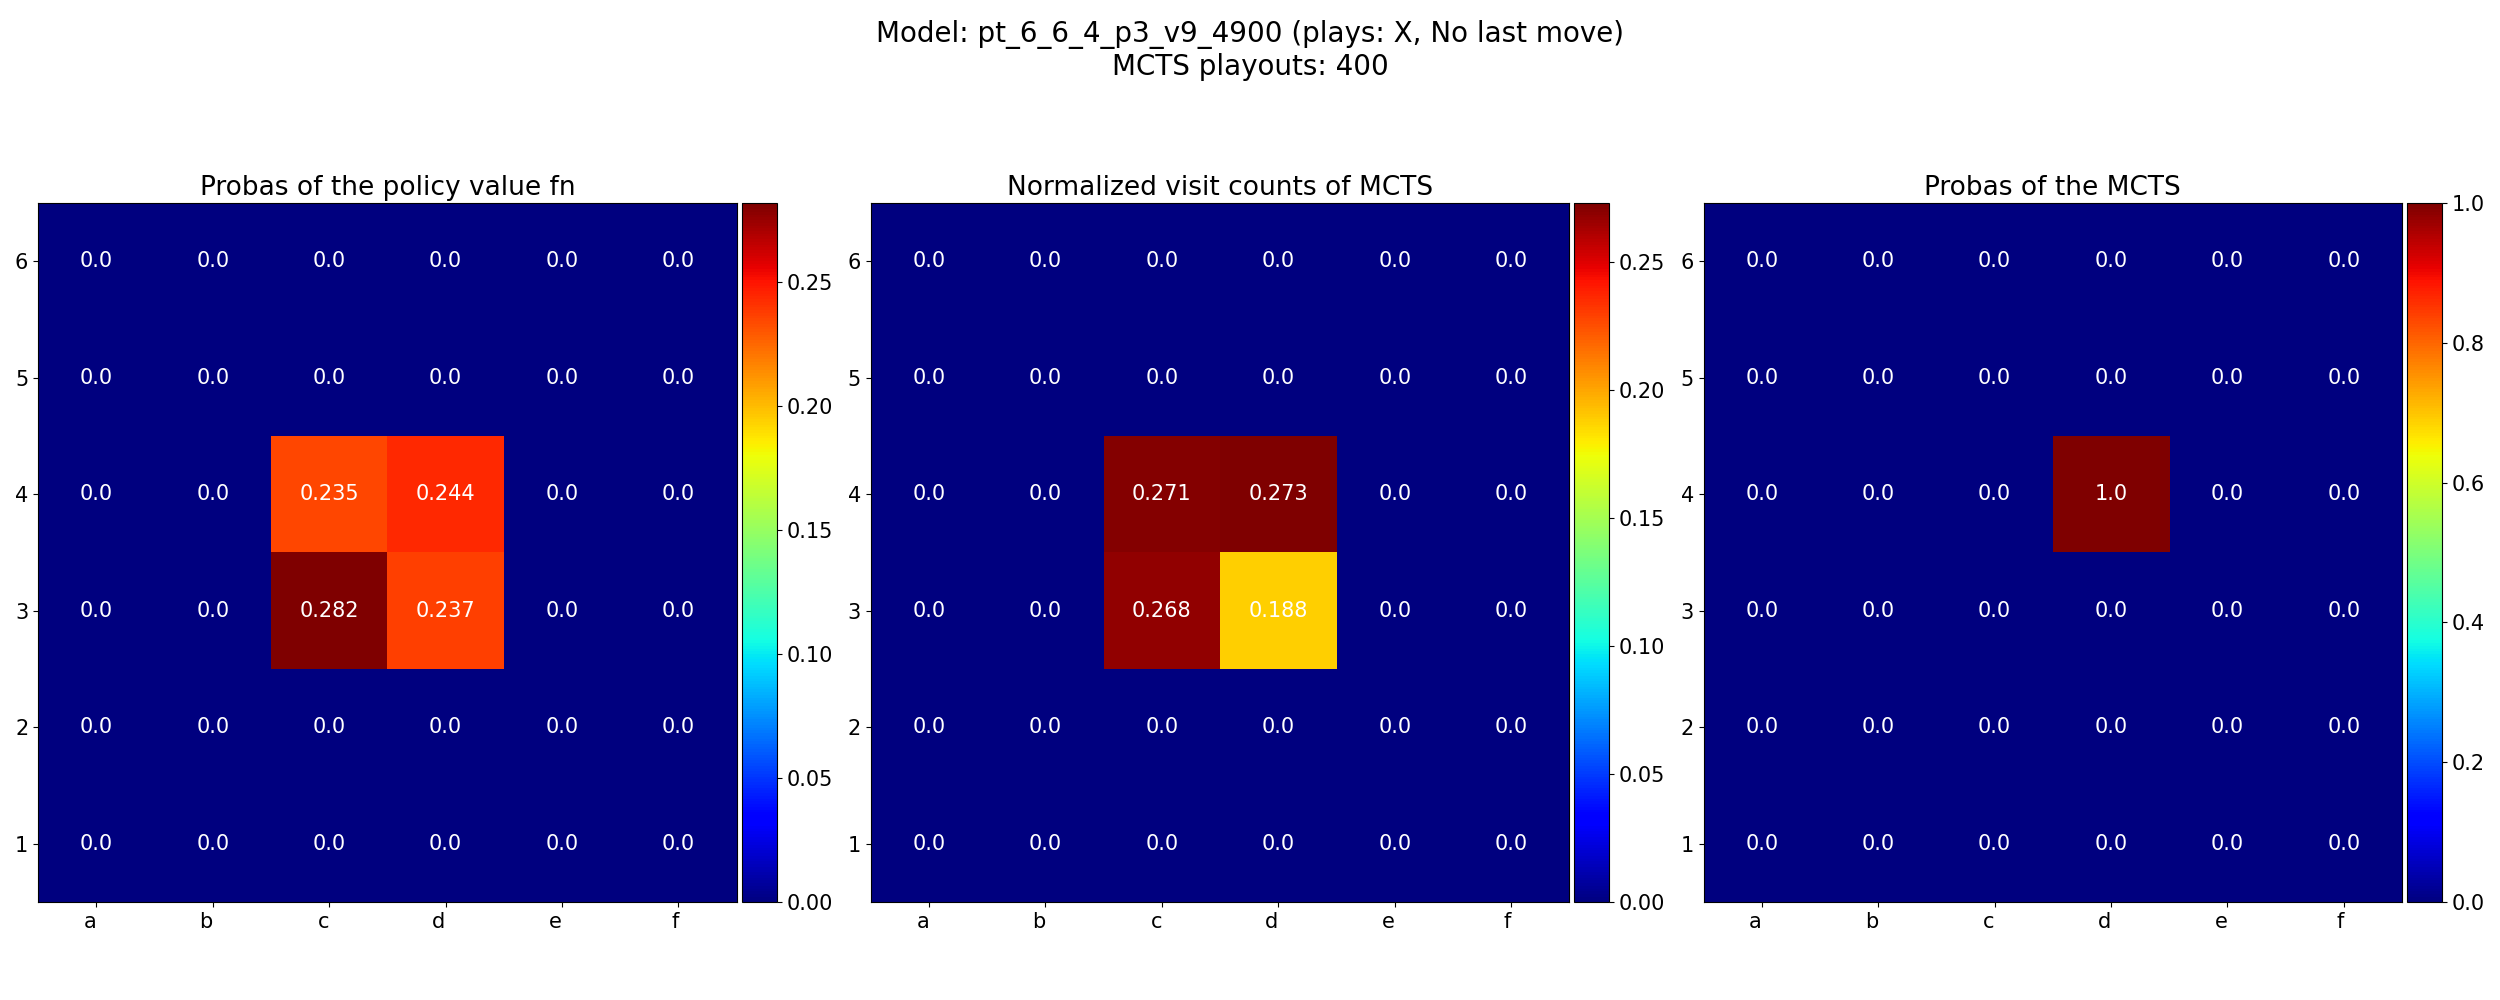 Model: pt_6_6_4_p3_v9_4900 (plays: X, No last move)
MCTS playouts: 400
Probas of the policy value fn
6 0.0 0.0 0.0 0.0 0.0 0.0
5 0.0 0.0 0.0 0.0 0.0 0.0
4 0.0 0.0 0.235 0.244 0.0 0.0
3 0.0 0.0 0.282 0.237 0.0 0.0
2 0.0 0.0 0.0 0.0 0.0 0.0
1 0.0 0.0 0.0 0.0 0.0 0.0
a b c d e f
0.25
0.20
0.15
0.10
0.05
0.00
Normalized visit counts of MCTS
6 0.0 0.0 0.0 0.0 0.0 0.0
5 0.0 0.0 0.0 0.0 0.0 0.0
4 0.0 0.0 0.271 0.273 0.0 0.0
3 0.0 0.0 0.268 0.188 0.0 0.0
2 0.0 0.0 0.0 0.0 0.0 0.0
1 0.0 0.0 0.0 0.0 0.0 0.0
a b c d e f
0.25
0.20
0.15
0.10
0.05
0.00
Probas of the MCTS
6 0.0 0.0 0.0 0.0 0.0 0.0
5 0.0 0.0 0.0 0.0 0.0 0.0
4 0.0 0.0 0.0 1.0 0.0 0.0
3 0.0 0.0 0.0 0.0 0.0 0.0
2 0.0 0.0 0.0 0.0 0.0 0.0
1 0.0 0.0 0.0 0.0 0.0 0.0
a b c d e f
1.0
0.8
0.6
0.4
0.2
0.0